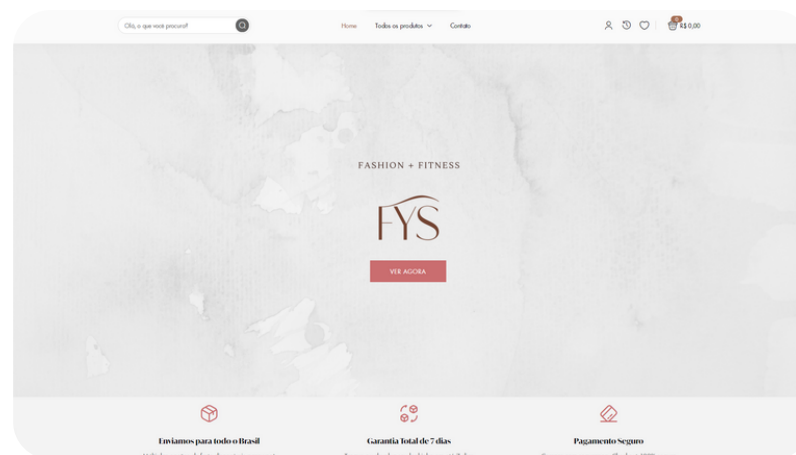 Olá, o que você procura?
Home
Todos os produtos
Contato
0
R$ 0,00
FASHION + FITNESS
FYS
VER AGORA
Enviamos para todo o Brasil
Garantia Total de 7 dias
Pagamento Seguro